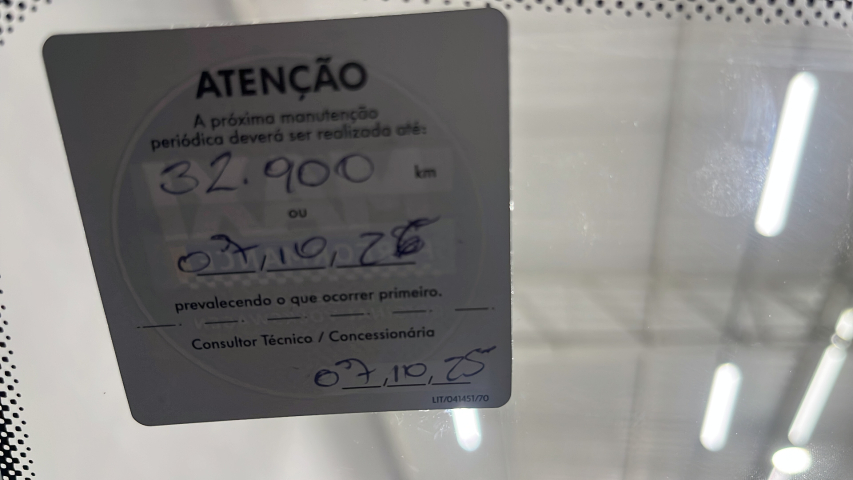 ATENÇÃO
A próxima manutenção
periódica deverá ser realizada até:
32.900 km
ou
07,10,26
prevalecendo o que ocorrer primeiro.
Consultor Técnico / Concessionária
07,10,25
LIT/041451/70